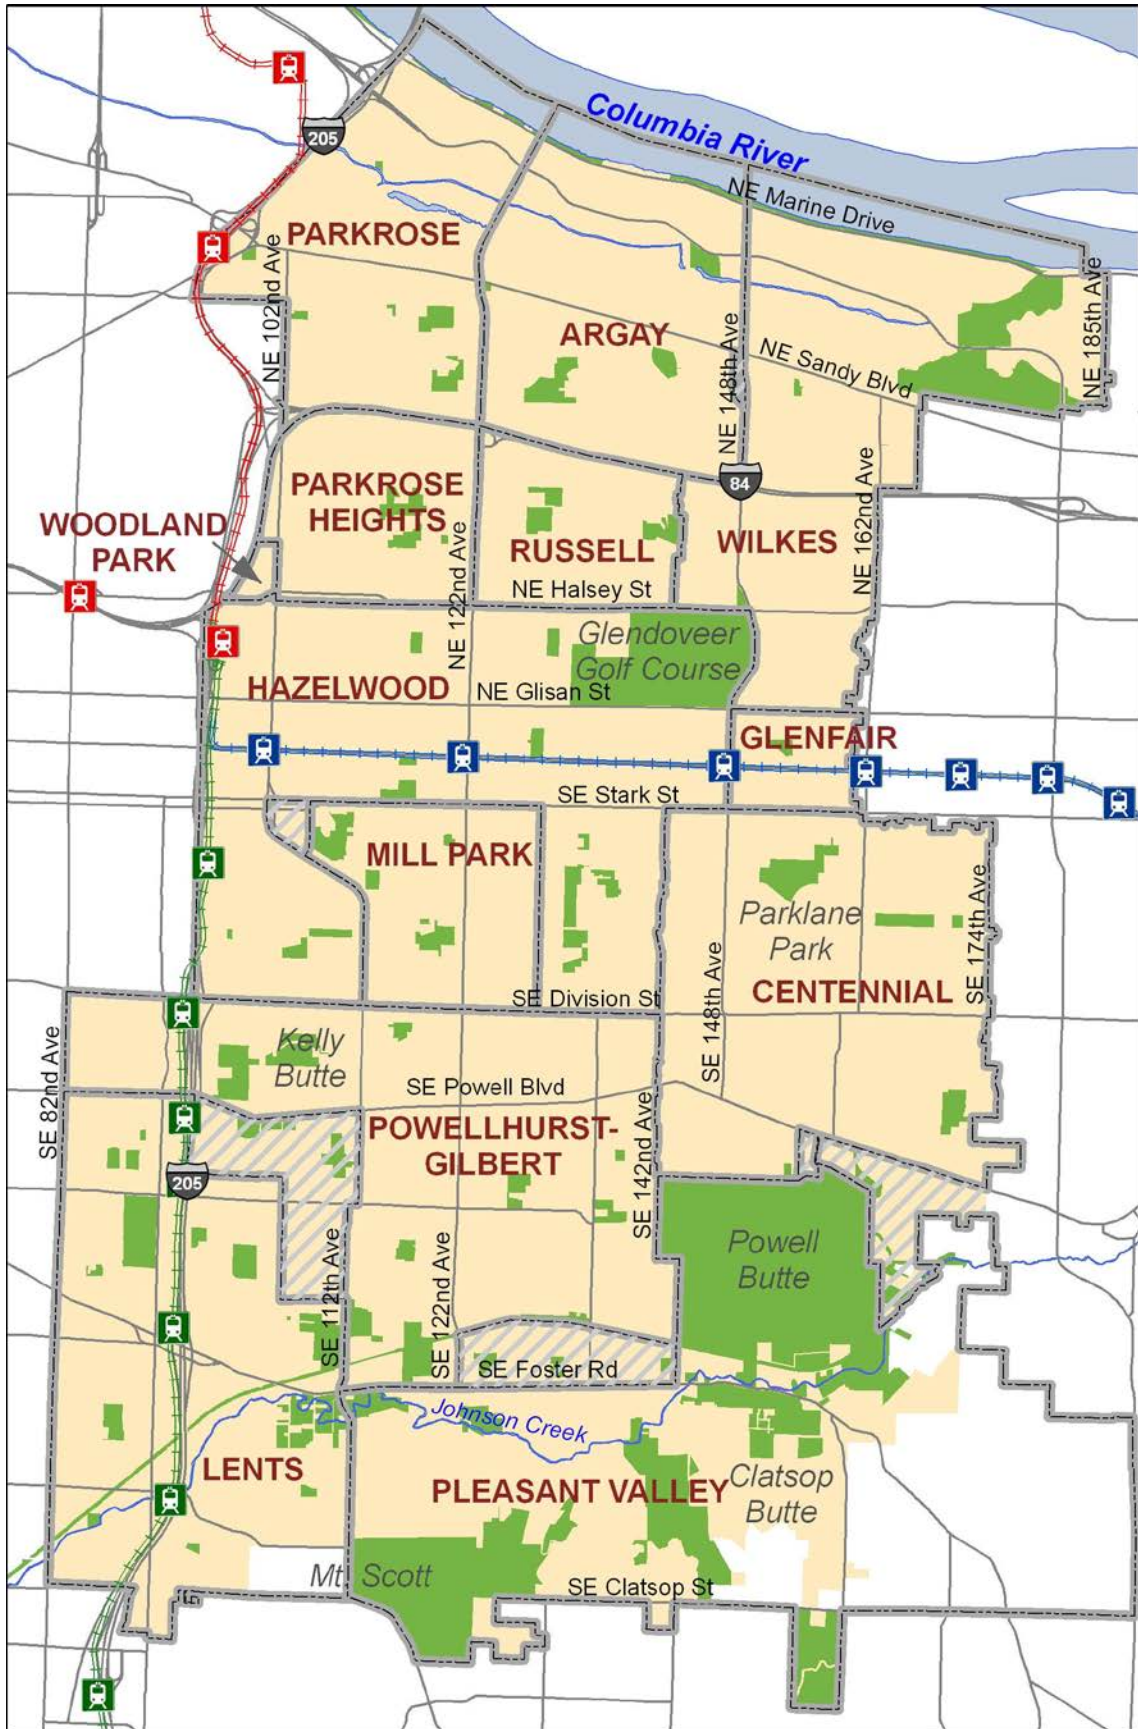 205
Columbia River
NE Marine Drive
PARKROSE
NE 102nd Ave
ARGAY
NE 148th Ave
NE Sandy Blvd
NE 185th Ave
PARKROSE
HEIGHTS
84
WOODLAND
PARK
NE 122nd Ave
RUSSELL
WILKES
NE 162nd Ave
NE Halsey St
Glendoveer
Golf Course
HAZELWOOD
NE Glisan St
GLENFAIR
SE Stark St
MILL PARK
Parklane
Park
SE 148th Ave
SE 174th Ave
CENTENNIAL
SE Division St
SE 82nd Ave
Kelly
Butte
SE Powell Blvd
POWELLHURST-
GILBERT
SE 142nd Ave
205
Powell
Butte
SE 112th Ave
SE 122nd Ave
SE Foster Rd
Johnson Creek
LENTS
PLEASANT VALLEY
Clatsop
Butte
Mt. Scott
SE Clatsop St